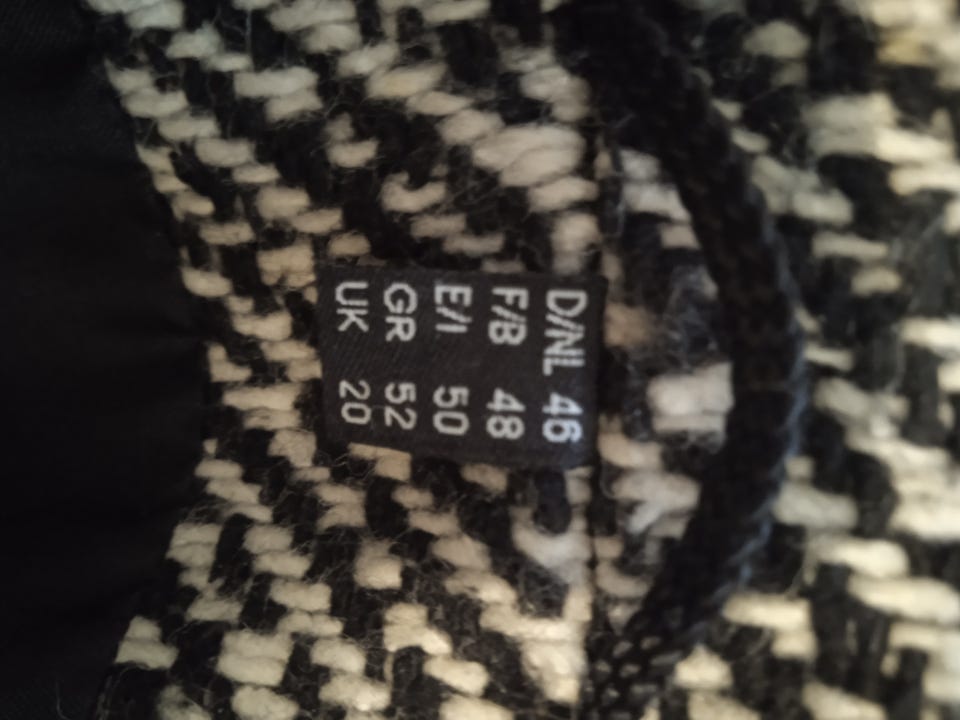 D/NL 46
F/B 48
E/I 50
GR 52
UK 20